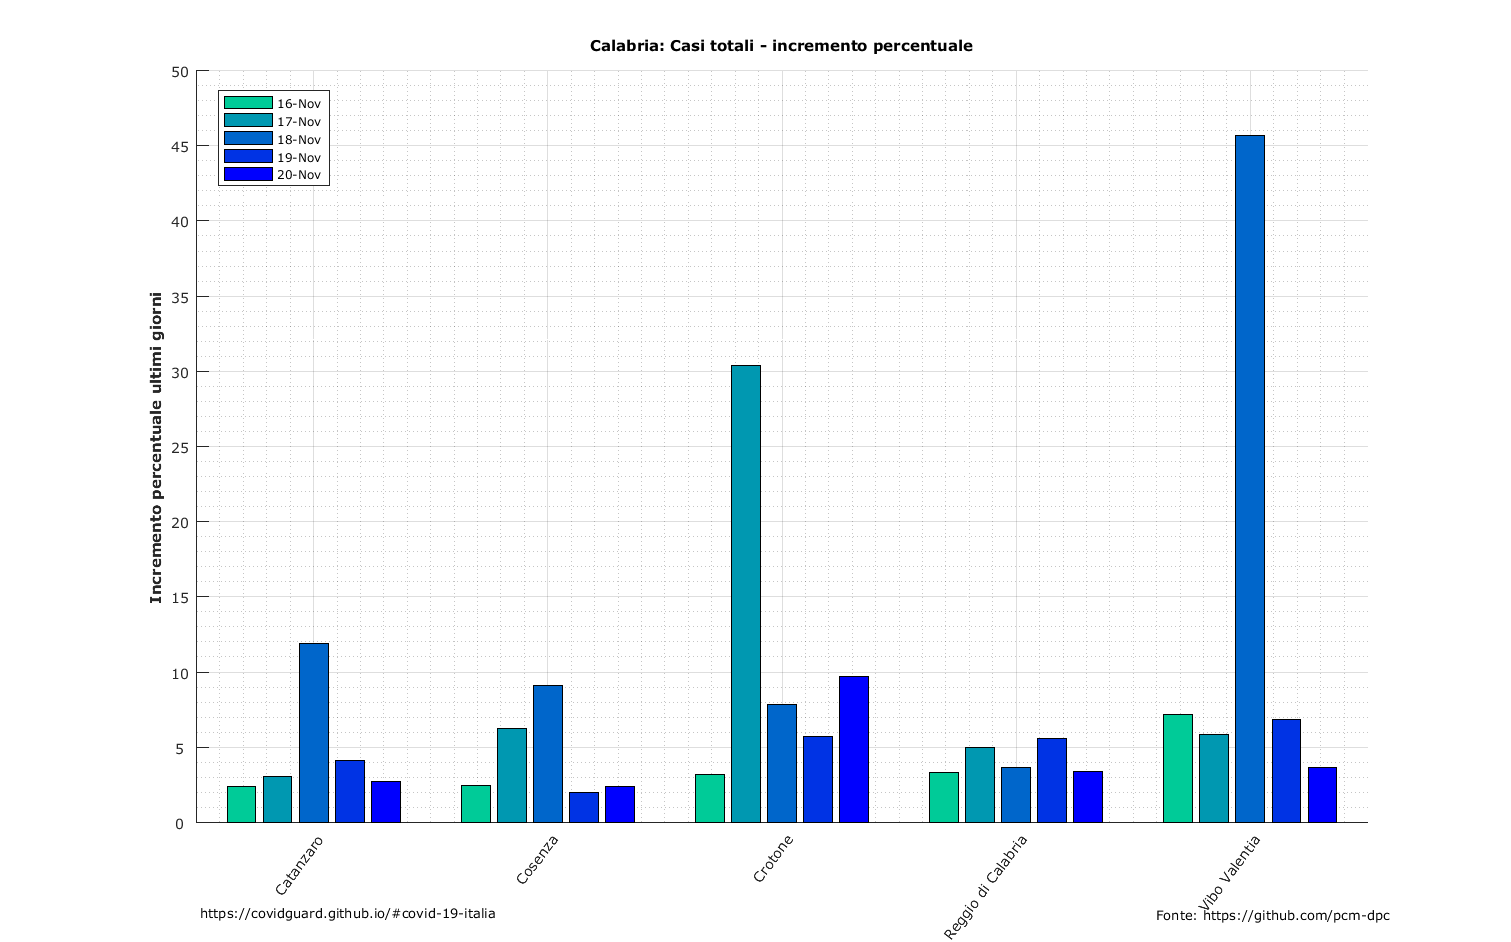 Calabria: Casi totali - incremento percentuale
50
45
40
35
30
25
20
15
10
5
0
Incremento percentuale ultimi giorni
16-Nov
17-Nov
18-Nov
19-Nov
20-Nov
Catanzaro
Cosenza
Crotone
Reggio di Calabria
Vibo Valentia
https://covidguard.github.io/#covid-19-italia
Fonte: https://github.com/pcm-dpc